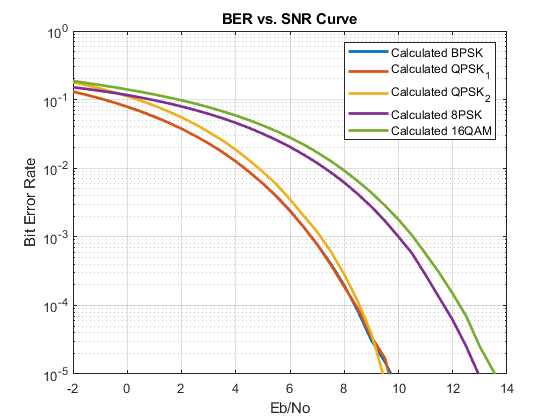 BER vs. SNR Curve
10^0
10^-1
10^-2
10^-3
10^-4
10^-5
Bit Error Rate
Calculated BPSK
Calculated QPSK_1
Calculated QPSK_2
Calculated 8PSK
Calculated 16QAM
-2 0 2 4 6 8 10 12 14
Eb/No